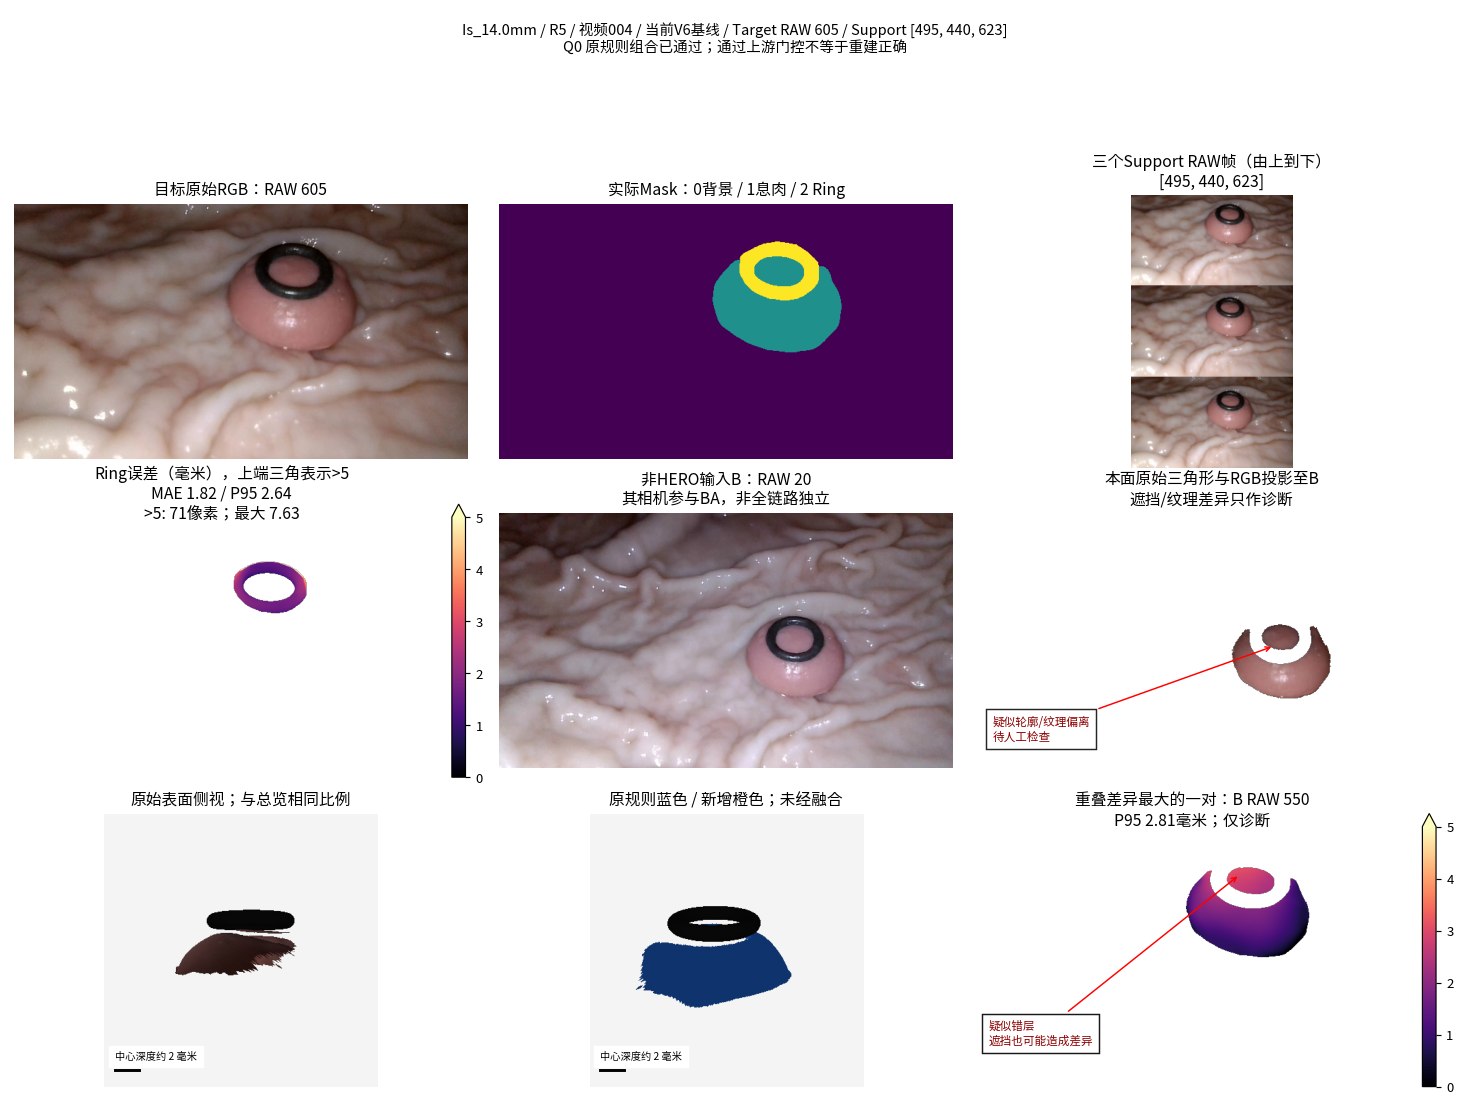 Is_14.0mm / R5 / 视频004 / 当前V6基线 / Target RAW 605 / Support [495, 440, 623]
Q0 原规则组合已通过；通过上游门控不等于重建正确
目标原始RGB：RAW 605
实际Mask：0背景 / 1息肉 / 2 Ring
三个Support RAW帧（由上到下）
[495, 440, 623]
Ring误差（毫米），上端三角表示>5
MAE 1.82 / P95 2.64
>5: 71像素；最大 7.63
5
4
3
2
1
0
非HERO输入B：RAW 20
其相机参与BA，非全链路独立
本面原始三角形与RGB投影至B
遮挡/纹理差异只作诊断
疑似轮廓/纹理偏离
待人工检查
原始表面侧视；与总览相同比例
中心深度约 2 毫米
原规则蓝色 / 新增橙色；未经融合
中心深度约 2 毫米
重叠差异最大的一对：B RAW 550
P95 2.81毫米；仅诊断
疑似错层
遮挡也可能造成差异
5
4
3
2
1
0